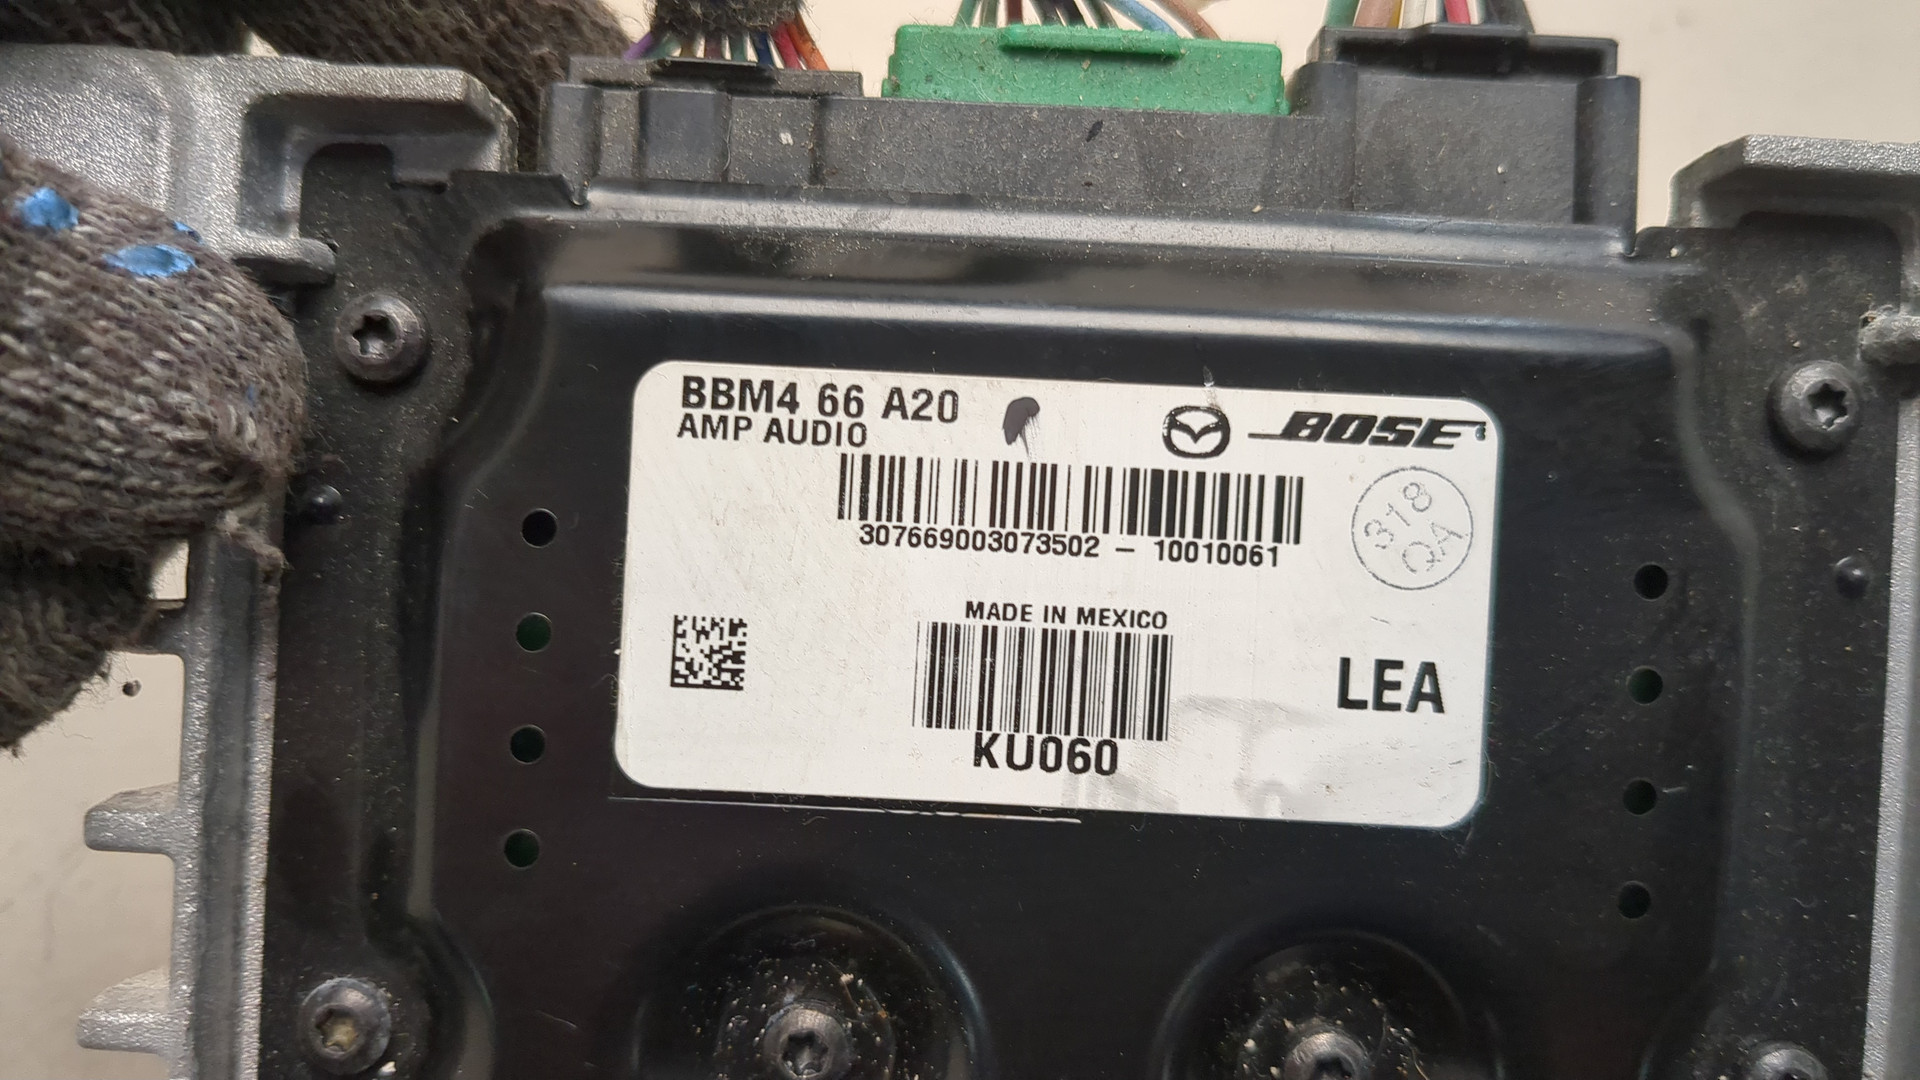 BBM4 66 A20
AMP AUDIO
BOSE
307669003073502 - 10010061
318
QA
MADE IN MEXICO
LEA
KU060